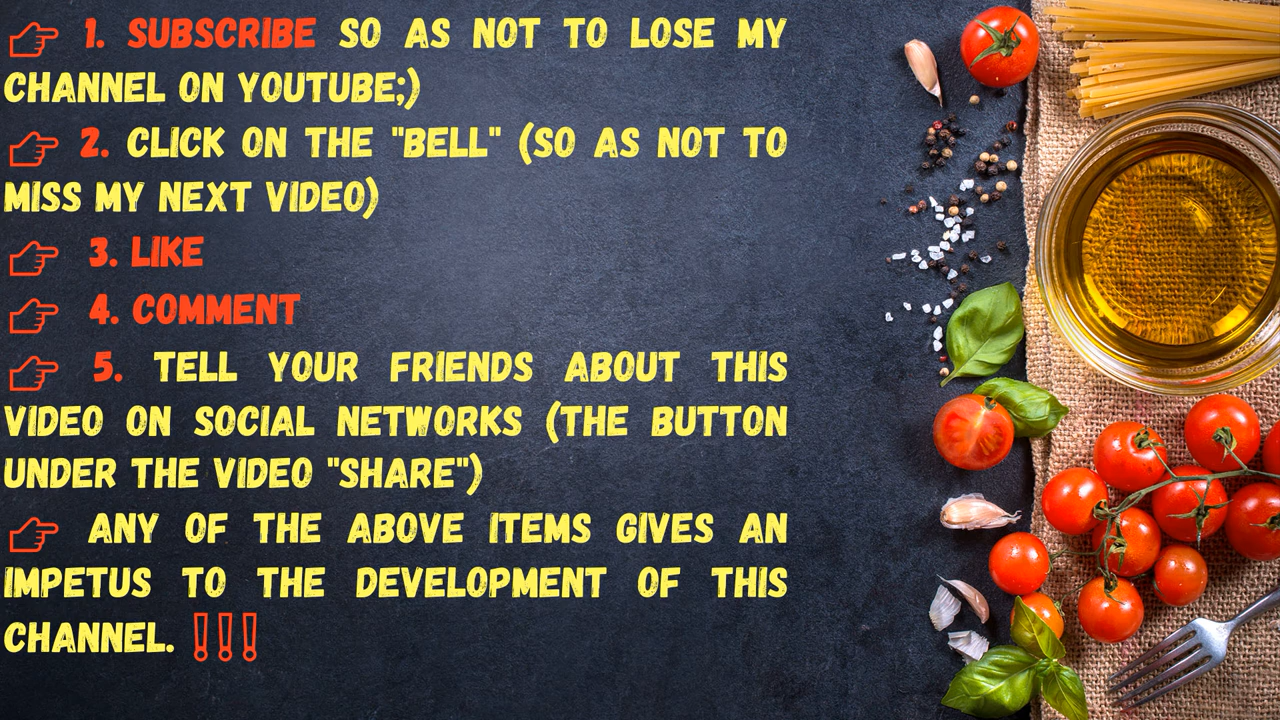 👉 1. SUBSCRIBE SO AS NOT TO LOSE MY
CHANNEL ON YOUTUBE;)
👉 2. CLICK ON THE "BELL" (SO AS NOT TO
MISS MY NEXT VIDEO)
👉 3. LIKE
👉 4. COMMENT
👉 5. TELL YOUR FRIENDS ABOUT THIS
VIDEO ON SOCIAL NETWORKS (THE BUTTON
UNDER THE VIDEO "SHARE")
👉 ANY OF THE ABOVE ITEMS GIVES AN
IMPETUS TO THE DEVELOPMENT OF THIS
CHANNEL. ❗❗❗